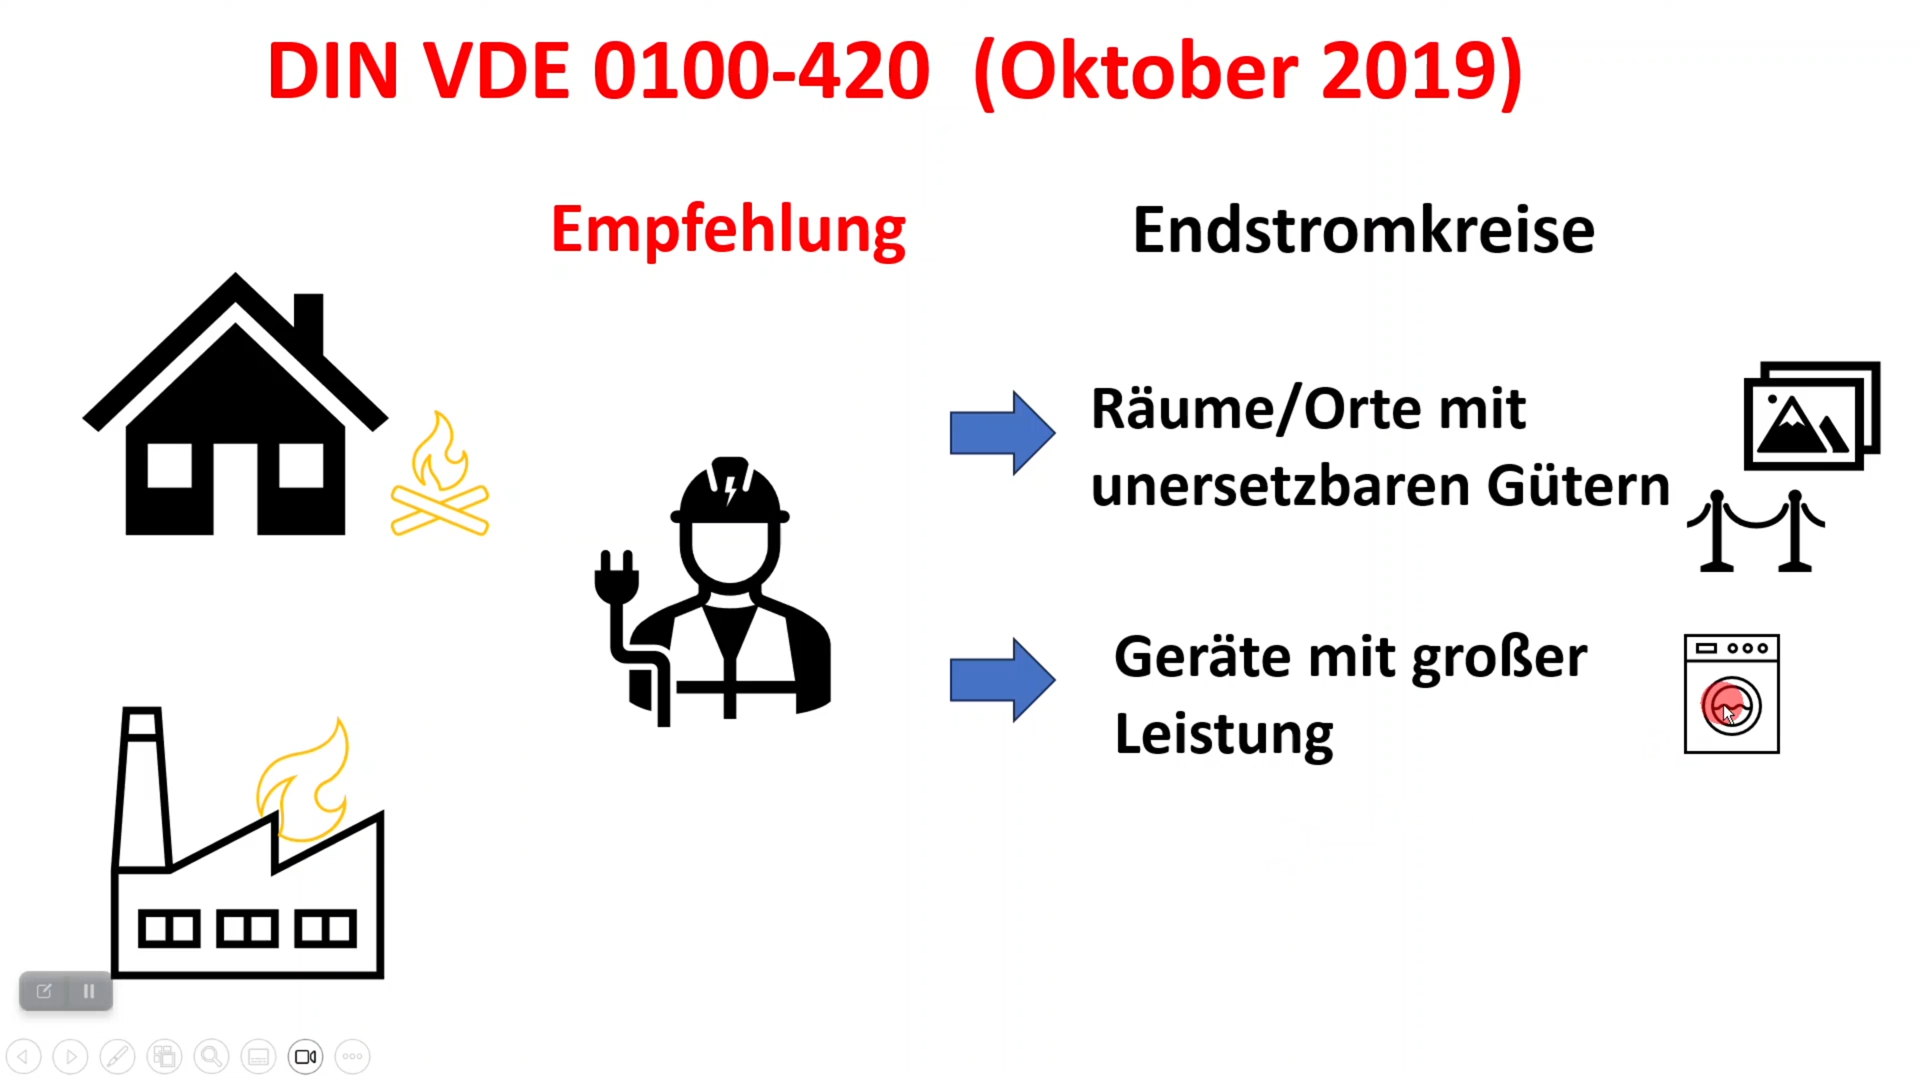 DIN VDE 0100-420 (Oktober 2019)
Empfehlung
Endstromkreise
Räume/Orte mit
unersetzbaren Gütern
Geräte mit großer
Leistung